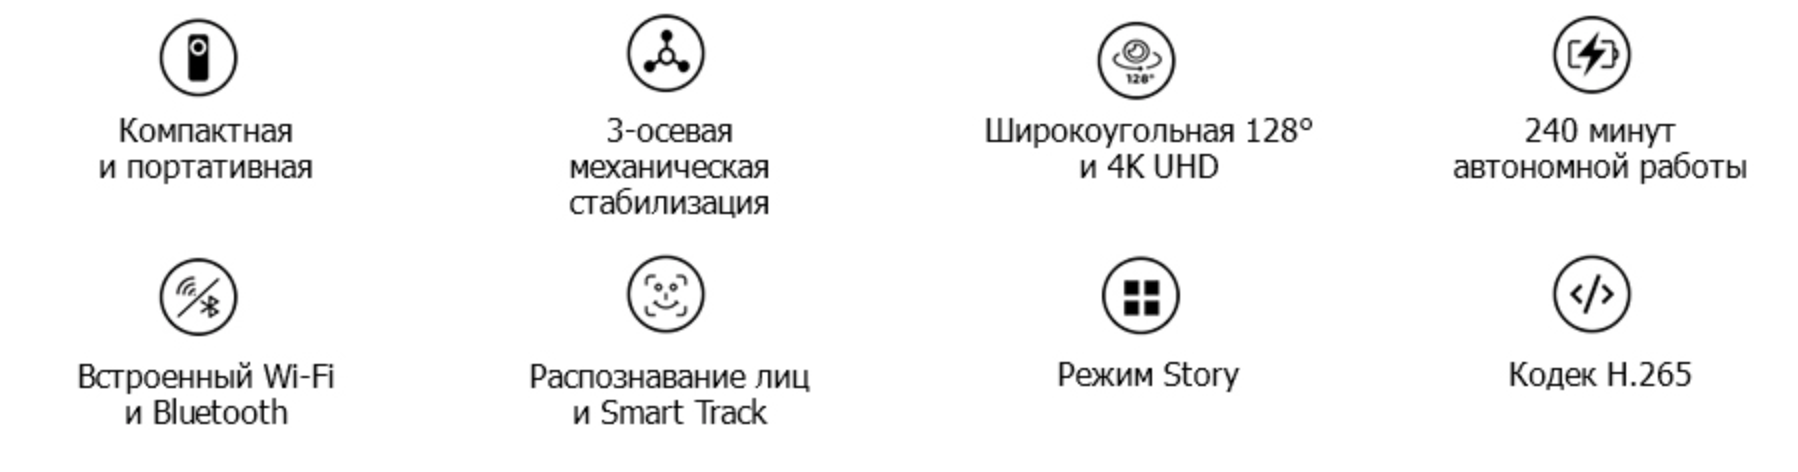 128°
Компактная
и портативная
3-осевая
механическая
стабилизация
Широкоугольная 128°
и 4K UHD
240 минут
автономной работы
Встроенный Wi-Fi
и Bluetooth
Распознавание лиц
и Smart Track
Режим Story
Кодек H.265